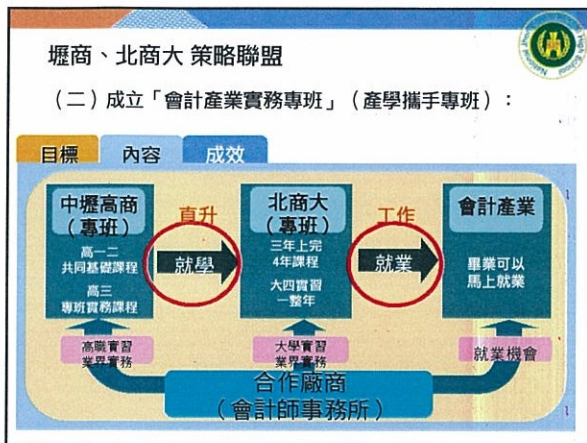 壢商、北商大 策略聯盟
（二）成立「會計產業實務專班」（產學攜手專班）：
目標
內容
成效
中壢高商
（專班）
高一二
共同基礎課程
高三
專班實務課程
直升
就學
北商大
（專班）
三年上完
4年課程
大四實習
一整年
工作
就業
會計產業
畢業可以
馬上就業
高職實習
業界實務
大學實習
業界實務
就業機會
合作廠商
（會計師事務所）